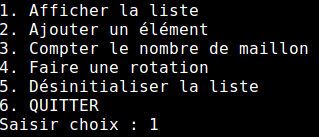 1. Afficher la liste
2. Ajouter un élément
3. Compter le nombre de maillon
4. Faire une rotation
5. Désinitialiser la liste
6. QUITTER
Saisir choix : 1